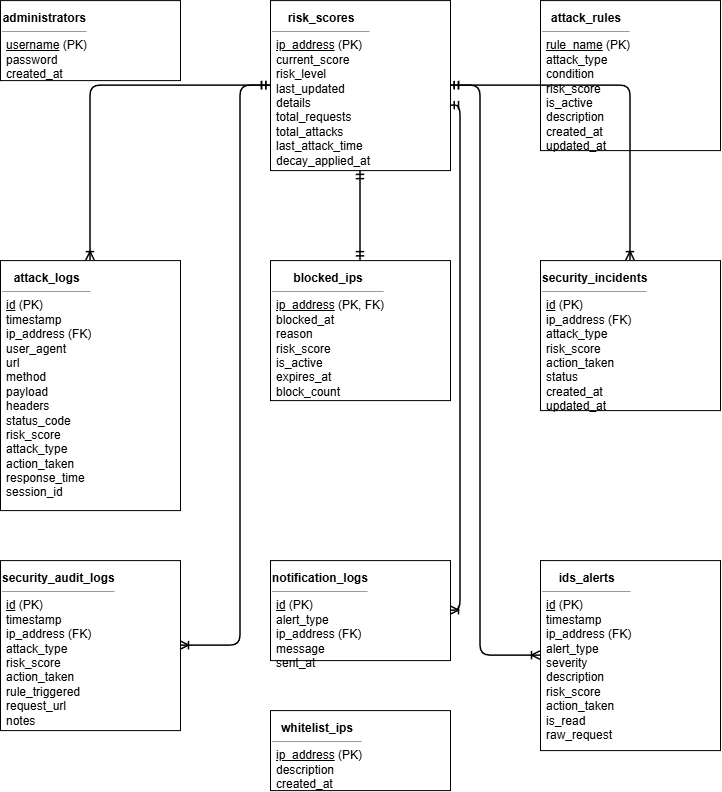 administrators
username (PK)
password
created_at
risk_scores
ip_address (PK)
current_score
risk_level
last_updated
details
total_requests
total_attacks
last_attack_time
decay_applied_at
attack_rules
rule_name (PK)
attack_type
condition
risk_score
is_active
description
created_at
updated_at
attack_logs
id (PK)
timestamp
ip_address (FK)
user_agent
url
method
payload
headers
status_code
risk_score
attack_type
action_taken
response_time
session_id
blocked_ips
ip_address (PK, FK)
blocked_at
reason
risk_score
is_active
expires_at
block_count
security_incidents
id (PK)
ip_address (FK)
attack_type
risk_score
action_taken
status
created_at
updated_at
security_audit_logs
id (PK)
timestamp
ip_address (FK)
attack_type
risk_score
action_taken
rule_triggered
request_url
notes
notification_logs
id (PK)
alert_type
ip_address (FK)
message
sent_at
ids_alerts
id (PK)
timestamp
ip_address (FK)
alert_type
severity
description
risk_score
action_taken
is_read
raw_request
whitelist_ips
ip_address (PK)
description
created_at